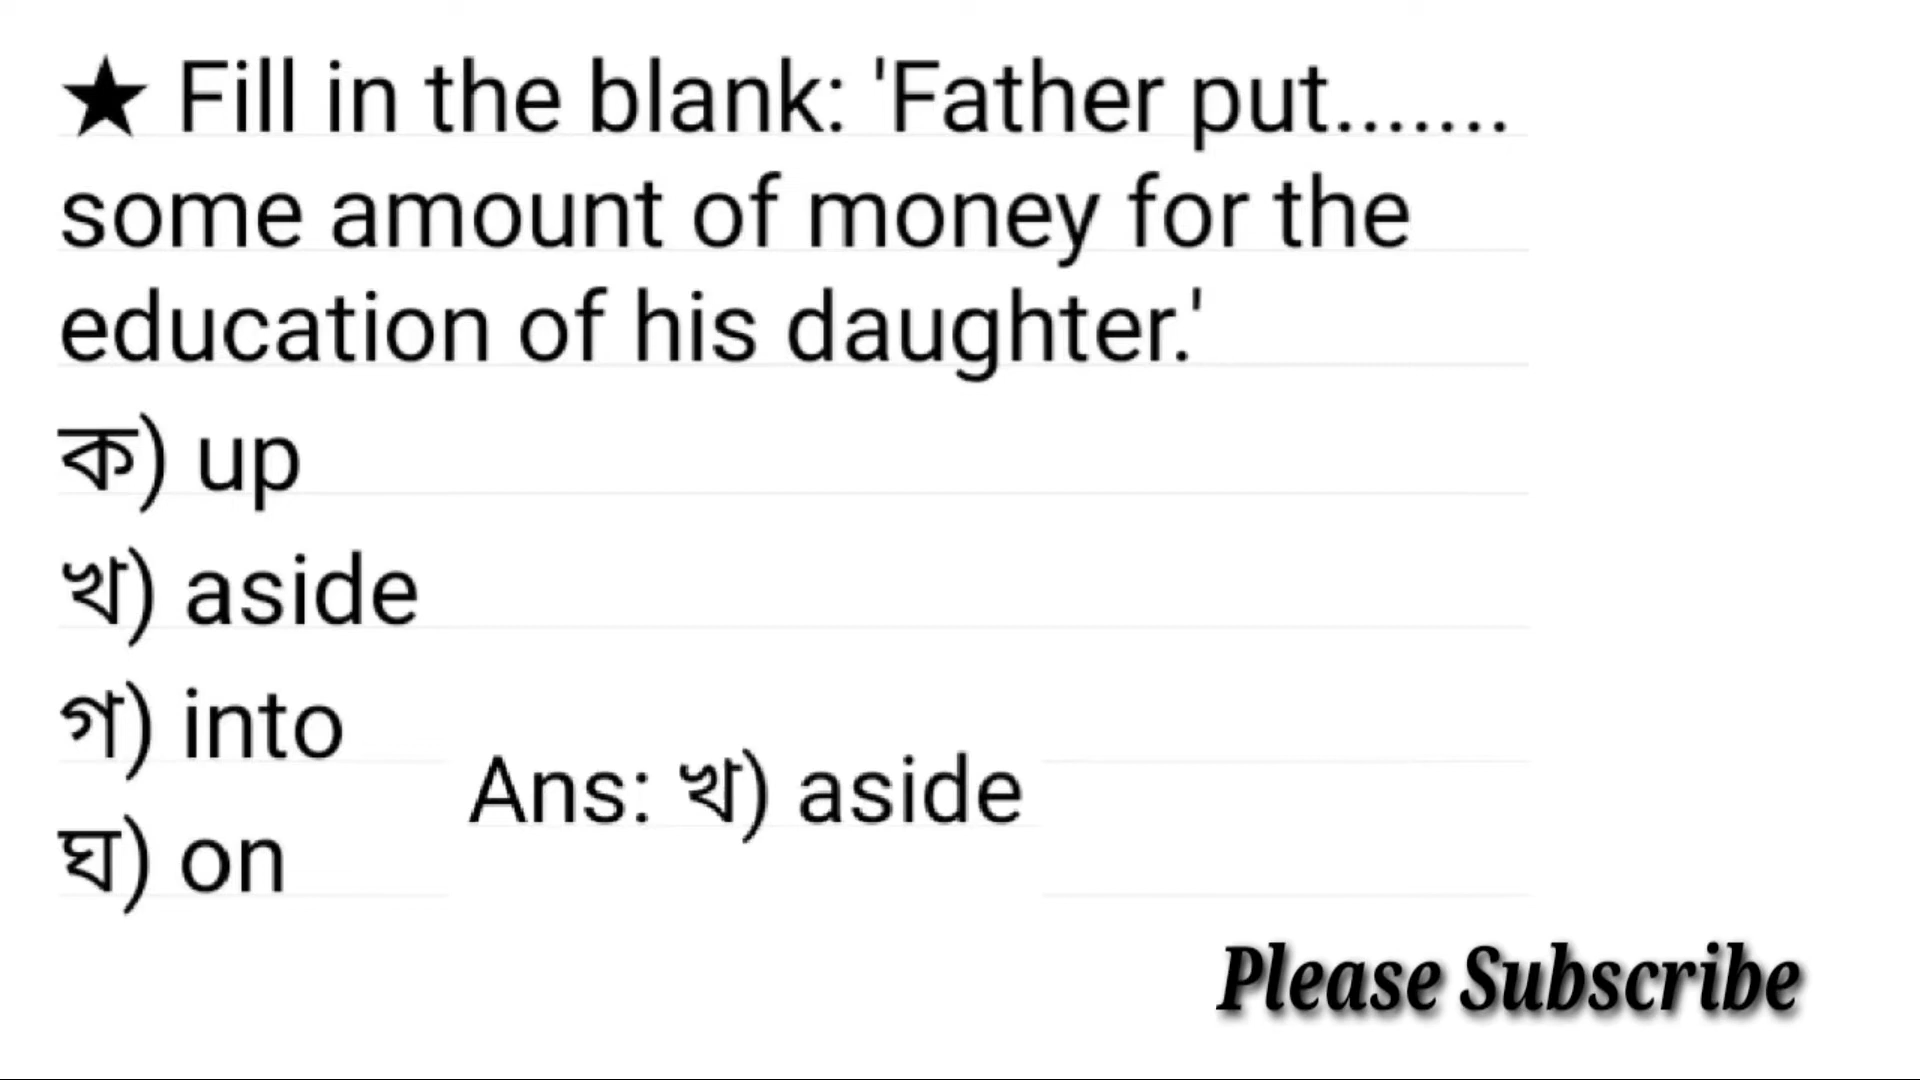 ★ Fill in the blank: 'Father put.......
some amount of money for the
education of his daughter.'
ক) up
খ) aside
গ) into
Ans: খ) aside
ঘ) on
Please Subscribe